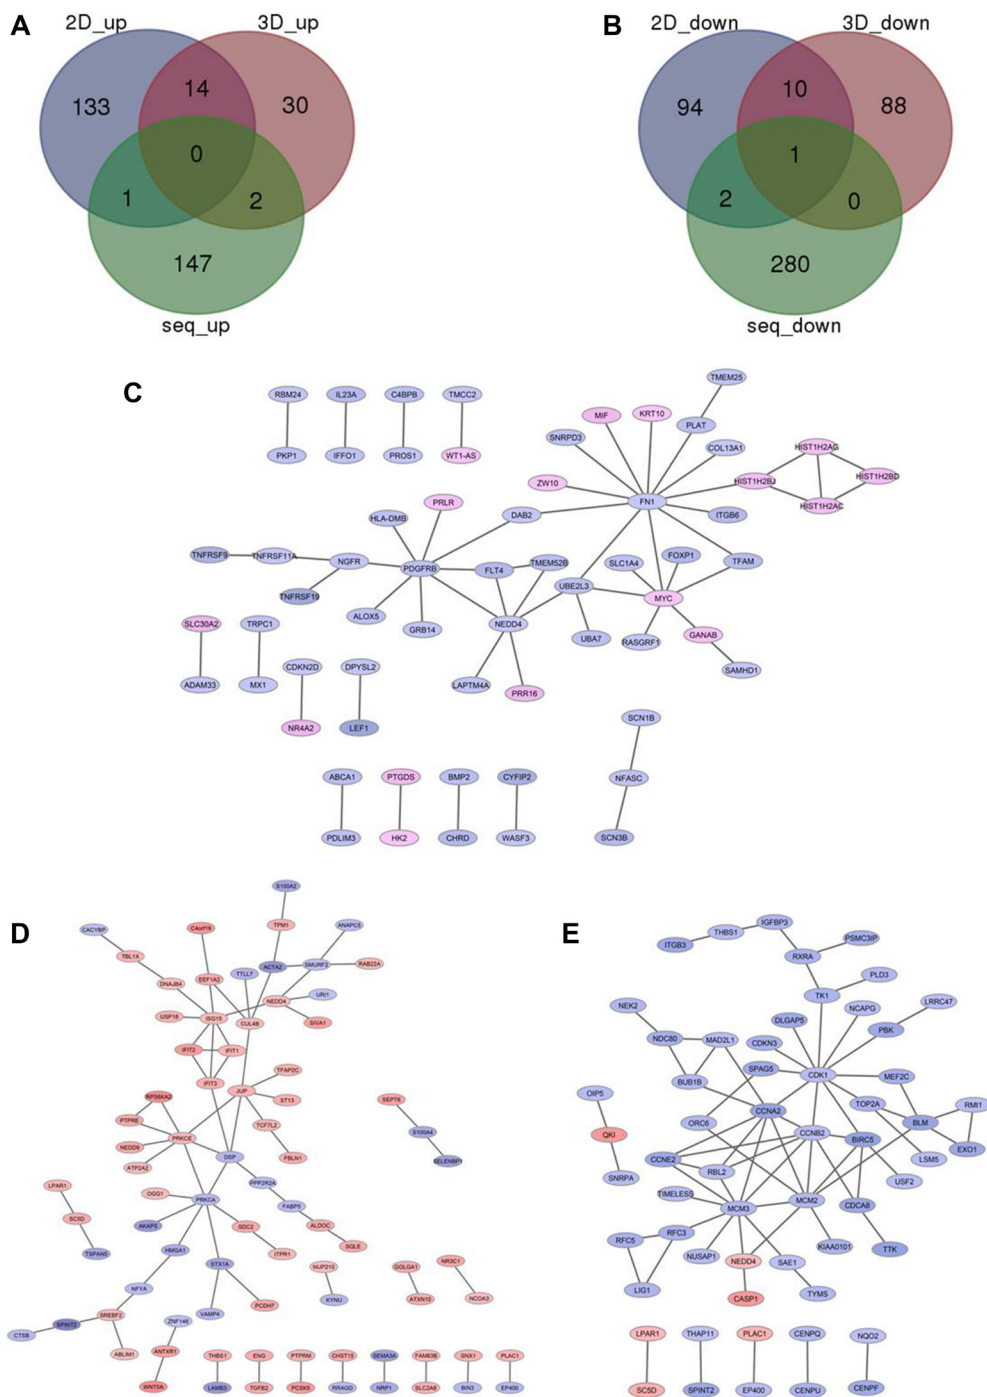 A
2D_up 3D_up
133 14 30
0
1 2
147
seq_up
B
2D_down 3D_down
94 10 88
1
2 0
280
seq_down
C
RBM24 IL23A C4BPB TMCC2
PKP1 IFFO1 PROS1 WT1-AS
TMEM25
MIF KRT10
PLAT
SNRPD3 COL13A1
HIST1H2AG
ZW10 HIST1H2BJ HIST1H2BD
FN1 HIST1H2AC
PRLR
HLA-DMB DAB2 ITGB6
TNFRSF9 TNFRSF11A NGFR
PDGFRB FLT4 TMEM52B
SLC1A4 FOXP1 TFAM
UBE2L3
TNFRSF19 MYC
ALOX5 GRB14 NEDD4
UBA7 RASGRF1 GANAB
SAMHD1
SLC30A2 TRPC1
ADAM33 MX1
CDKN2D DPYSL2
NR4A2 LEF1
LAPTM4A PRR16
SCN1B
NFASC
SCN3B
ABCA1 PTGDS BMP2 CYFIP2
PDLIM3 HK2 CHRD WASF3
D
S100A2
CACYBP C4orf19 TPM1 ANAPC5
TBL1X
EEF1A2 TTLL7 ACTA2 SMURF2 RAB22A
DNAJB4
NEDD4 URI1
USP18 ISG15 CUL4B SIVA1
IFIT2 IFIT1
IFIT3 TFAP2C
RPS6KA2 JUP
PTPRE ST13
TCF7L2
PRKCE
NEDD9 DSP FBLN1
ATP2A2
SEPT6
S100A4
SELENBP1
PPP2R2A
LPAR1 OGG1 PRKCA FABP5
SC5D AKAP5 SDC2 ALDOC
TSPAN5 HMGA1 ITPR1 SQLE
STX1A
NFYA NUP210 GOLGA1 NR3C1
KYNU ATXN10 NCOA3
PCDH7
SREBF2 VAMP4
SPINT2 ZNF148
CTSB
ABLIM1 ANTXR1
WNT5A
THBS1 ENG PTPRM CHST15 SEMA3A FAM63B SNX1 PLAC1
LAMB3 TGFB2 PCSK5 RRAGD NRP1 SLC2A8 BIN3 EP400
E
IGFBP3
ITGB3 THBS1 PSMC3IP
RXRA
PLD3
TK1
NEK2 NCAPG LRRC47
DLGAP5 PBK
NDC80 MAD2L1 CDKN3
SPAG5 CDK1 MEF2C
BUB1B
OIP5 TOP2A RMI1
CCNA2
ORC6 BLM
QKI CCNB2 BIRC5 EXO1
CCNE2 LSM5
SNRPA RBL2 USF2
TIMELESS MCM2
MCM3 CDCA8
RFC5 RFC3 KIAA0101
NUSAP1 TTK
NEDD4 SAE1
LIG1
CASP1 TYMS
LPAR1 THAP11 PLAC1 CENPQ NQO2
SC5D SPINT2 EP400 CENPU CENPF